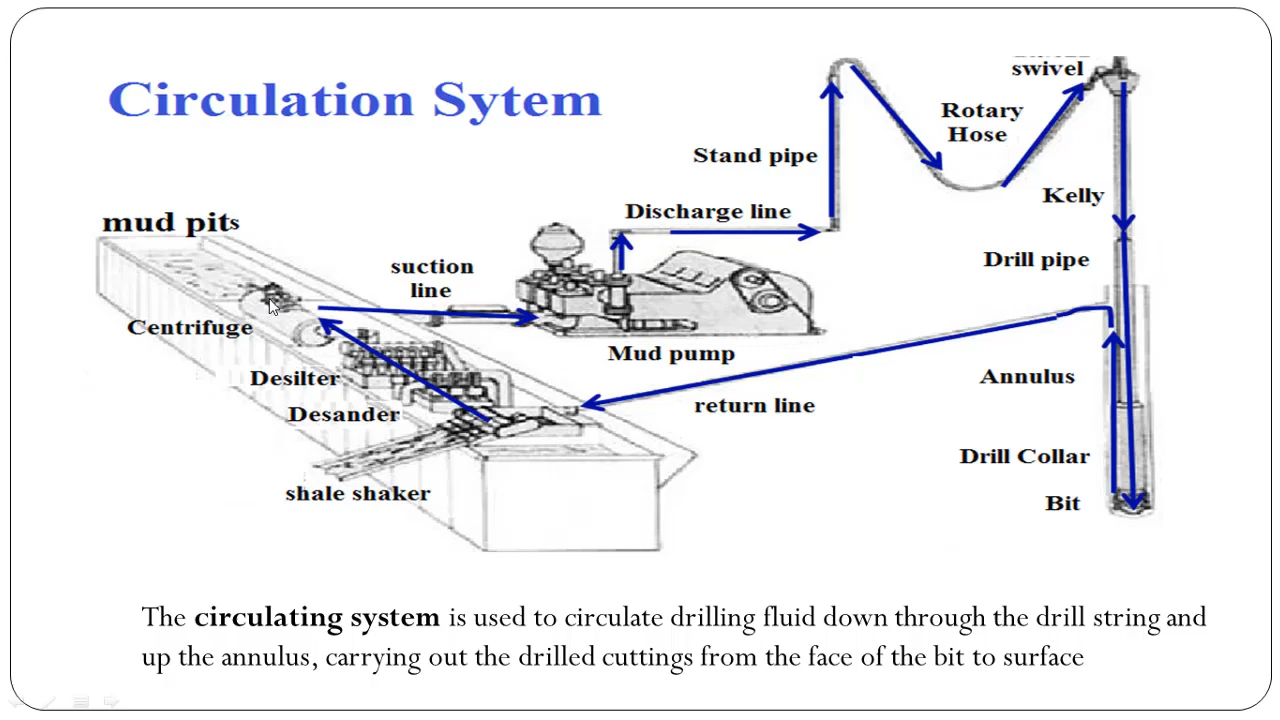 Circulation Sytem
swivel
Rotary
Hose
Stand pipe
Kelly
Discharge line
mud pits
suction
line
Drill pipe
Centrifuge
Mud pump
Desilter
Annulus
return line
Desander
Drill Collar
shale shaker
Bit
The circulating system is used to circulate drilling fluid down through the drill string and
up the annulus, carrying out the drilled cuttings from the face of the bit to surface